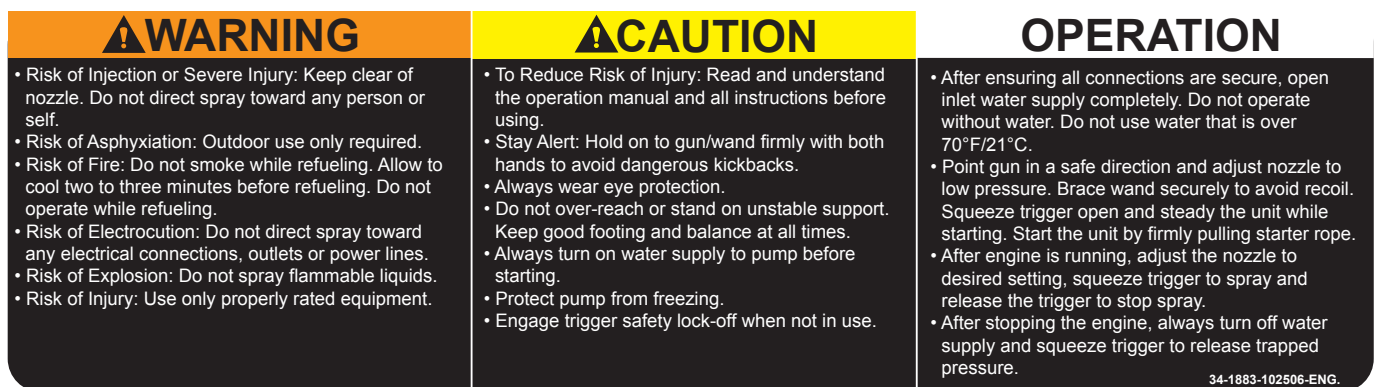 WARNING
• Risk of Injection or Severe Injury: Keep clear of
nozzle. Do not direct spray toward any person or
self.
• Risk of Asphyxiation: Outdoor use only required.
• Risk of Fire: Do not smoke while refueling. Allow to
cool two to three minutes before refueling. Do not
operate while refueling.
• Risk of Electrocution: Do not direct spray toward
any electrical connections, outlets or power lines.
• Risk of Explosion: Do not spray flammable liquids.
• Risk of Injury: Use only properly rated equipment.
CAUTION
• To Reduce Risk of Injury: Read and understand
the operation manual and all instructions before
using.
• Stay Alert: Hold on to gun/wand firmly with both
hands to avoid dangerous kickbacks.
• Always wear eye protection.
• Do not over-reach or stand on unstable support.
Keep good footing and balance at all times.
• Always turn on water supply to pump before
starting.
• Protect pump from freezing.
• Engage trigger safety lock-off when not in use.
OPERATION
• After ensuring all connections are secure, open
inlet water supply completely. Do not operate
without water. Do not use water that is over
70°F/21°C.
• Point gun in a safe direction and adjust nozzle to
low pressure. Brace wand securely to avoid recoil.
Squeeze trigger open and steady the unit while
starting. Start the unit by firmly pulling starter rope.
• After engine is running, adjust the nozzle to
desired setting, squeeze trigger to spray and
release the trigger to stop spray.
• After stopping the engine, always turn off water
supply and squeeze trigger to release trapped
pressure.
34-1883-102506-ENG.